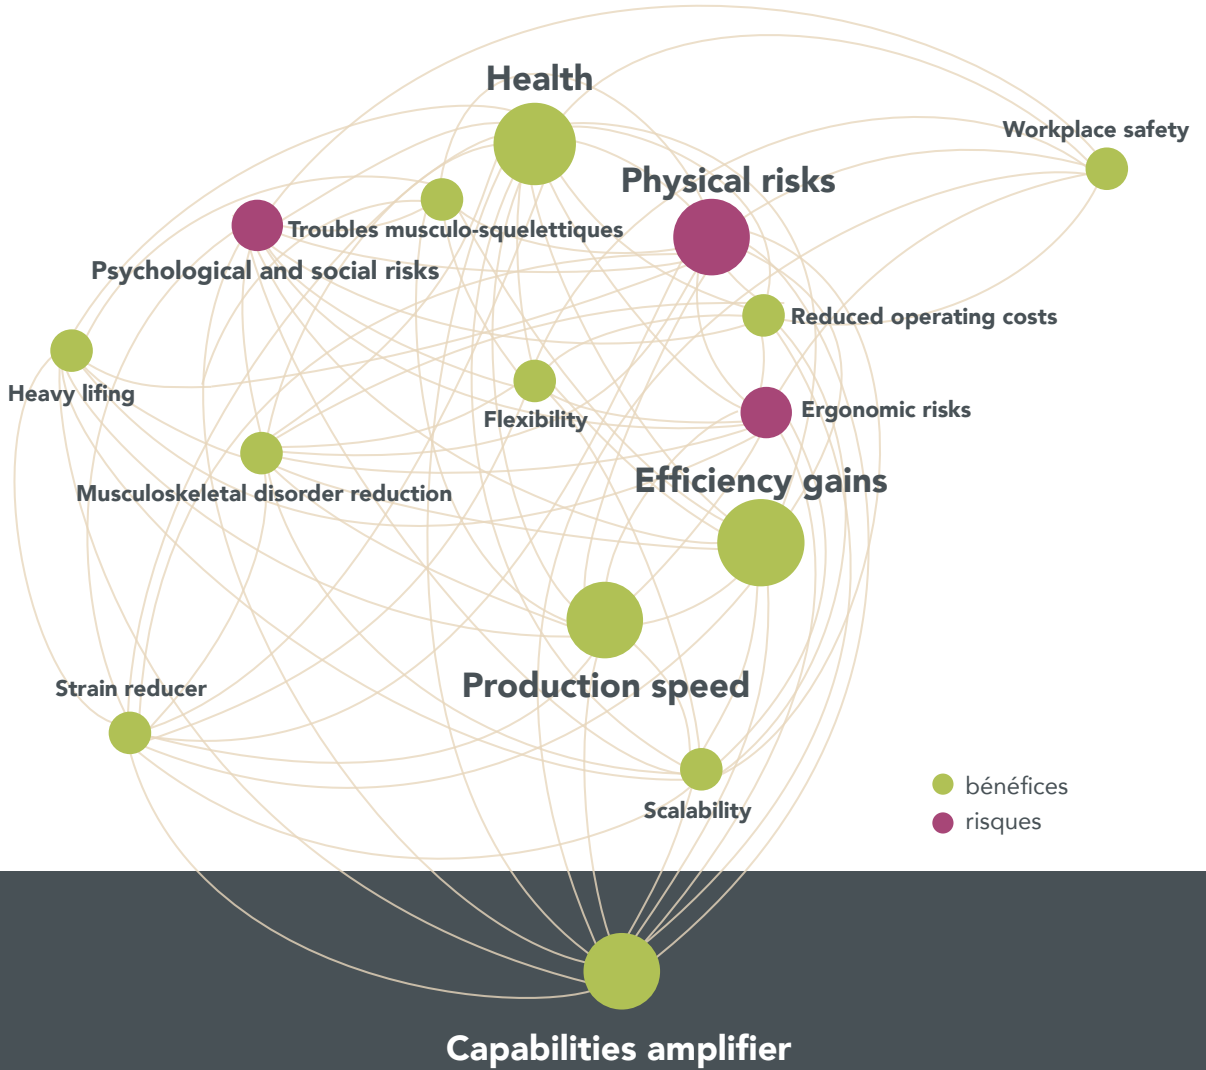 Health
Workplace safety
Physical risks
Troubles musculo-squelettiques
Psychological and social risks
Reduced operating costs
Heavy lifing
Flexibility
Ergonomic risks
Efficiency gains
Musculoskeletal disorder reduction
Production speed
Strain reducer
Scalability
bénéfices
risques
Capabilities amplifier